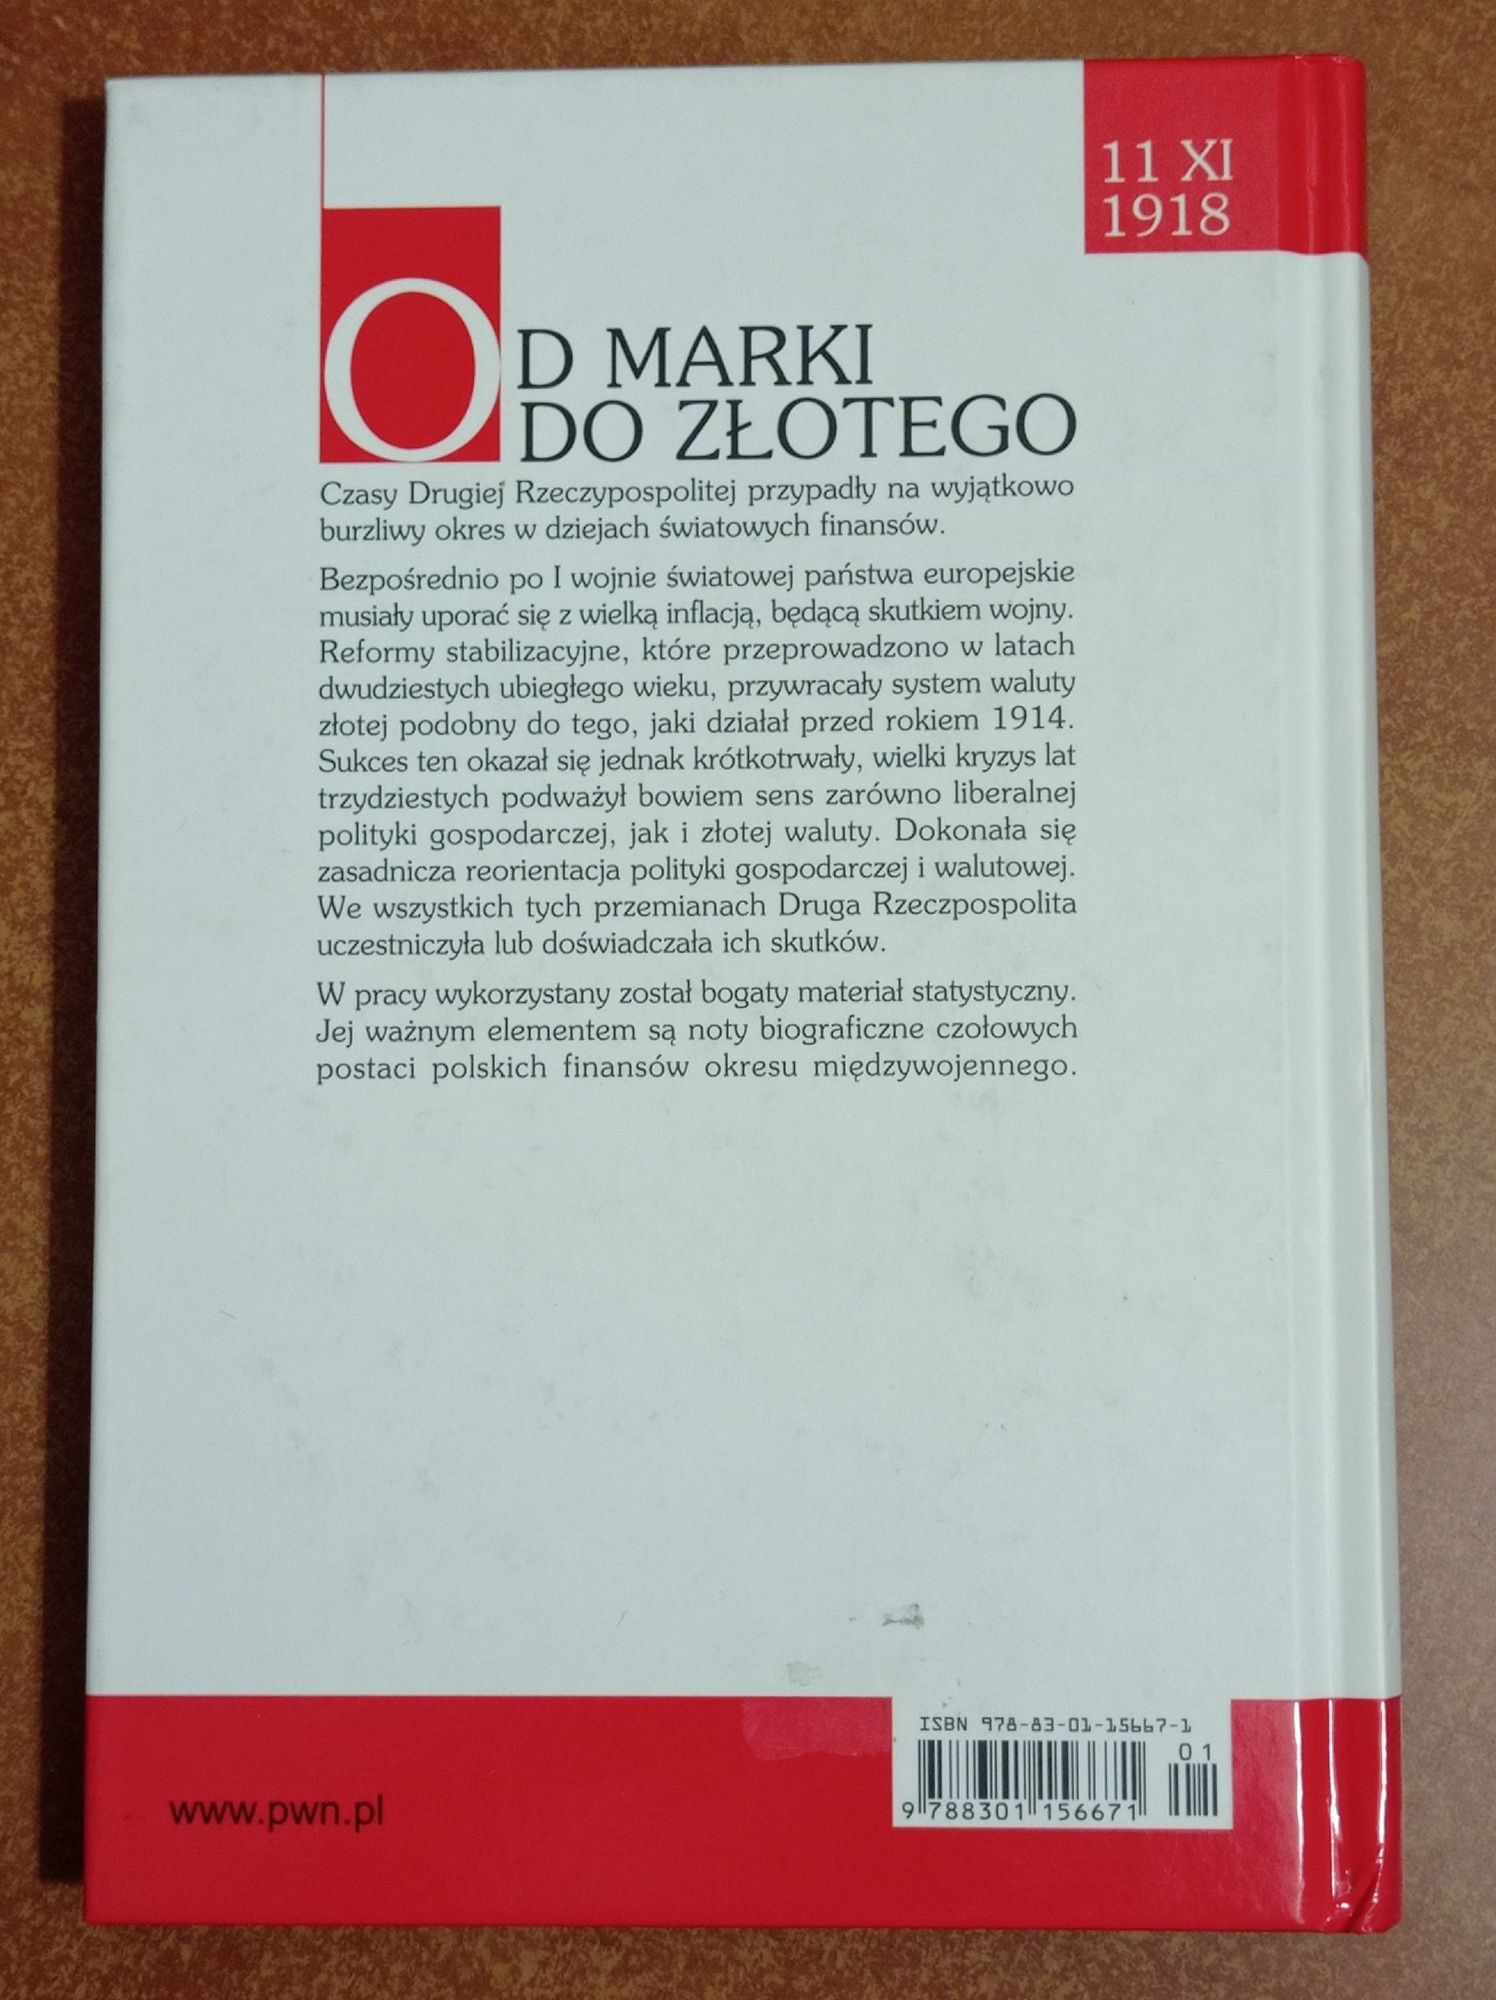 11 XI
1918
OD MARKI
DO ZŁOTEGO
Czasy Drugiej Rzeczypospolitej przypadły na wyjątkowo
burzliwy okres w dziejach światowych finansów.
Bezpośrednio po I wojnie światowej państwa europejskie
musiały uporać się z wielką inflacją, będącą skutkiem wojny.
Reformy stabilizacyjne, które przeprowadzono w latach
dwudziestych ubiegłego wieku, przywracały system waluty
złotej podobny do tego, jaki działał przed rokiem 1914.
Sukces ten okazał się jednak krótkotrwały, wielki kryzys lat
trzydziestych podważył bowiem sens zarówno liberalnej
polityki gospodarczej, jak i złotej waluty. Dokonała się
zasadnicza reorientacja polityki gospodarczej i walutowej.
We wszystkich tych przemianach Druga Rzeczpospolita
uczestniczyła lub doświadczała ich skutków.
W pracy wykorzystany został bogaty materiał statystyczny.
Jej ważnym elementem są noty biograficzne czołowych
postaci polskich finansów okresu międzywojennego.
ISBN 978-83-01-15667-1
01
9 788301 156671
www.pwn.pl